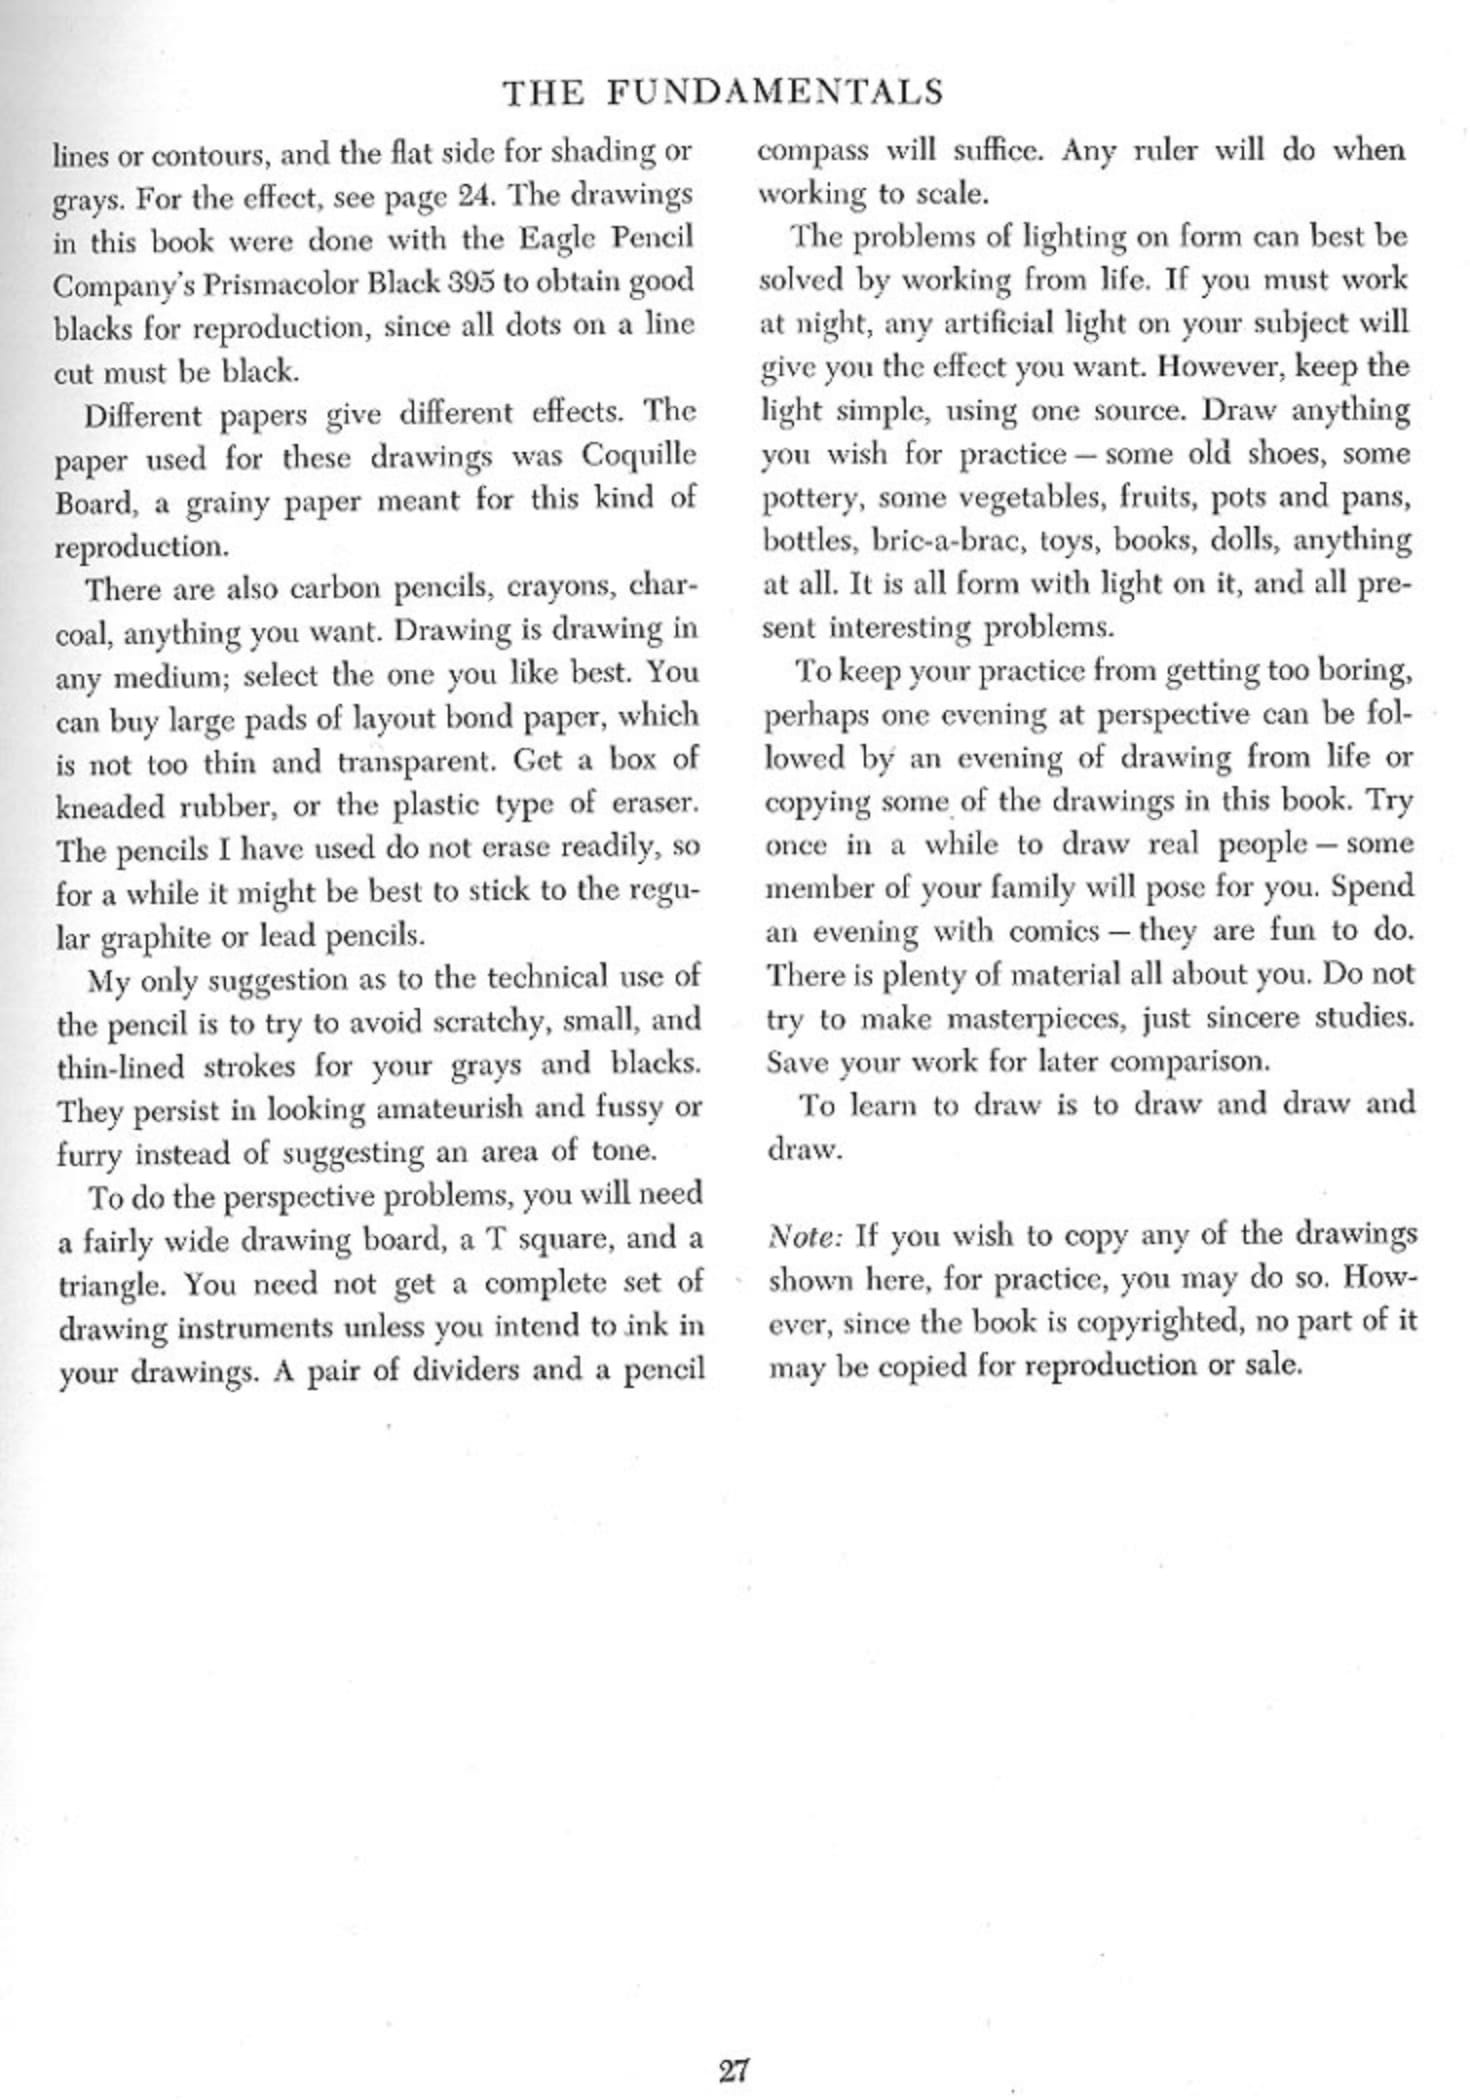 THE FUNDAMENTALS
lines or contours, and the flat side for shading or
grays. For the effect, see page 24. The drawings
in this book were done with the Eagle Pencil
Company's Prismacolor Black 395 to obtain good
blacks for reproduction, since all dots on a line
cut must be black.
Different papers give different effects. The
paper used for these drawings was Coquille
Board, a grainy paper meant for this kind of
reproduction.
There are also carbon pencils, crayons, char-
coal, anything you want. Drawing is drawing in
any medium; select the one you like best. You
can buy large pads of layout bond paper, which
is not too thin and transparent. Get a box of
kneaded rubber, or the plastic type of eraser.
The pencils I have used do not erase readily, so
for a while it might be best to stick to the regu-
lar graphite or lead pencils.
My only suggestion as to the technical use of
the pencil is to try to avoid scratchy, small, and
thin-lined strokes for your grays and blacks.
They persist in looking amateurish and fussy or
furry instead of suggesting an area of tone.
To do the perspective problems, you will need
a fairly wide drawing board, a T square, and a
triangle. You need not get a complete set of
drawing instruments unless you intend to ink in
your drawings. A pair of dividers and a pencil
compass will suffice. Any ruler will do when
working to scale.
The problems of lighting on form can best be
solved by working from life. If you must work
at night, any artificial light on your subject will
give you the effect you want. However, keep the
light simple, using one source. Draw anything
you wish for practice – some old shoes, some
pottery, some vegetables, fruits, pots and pans,
bottles, bric-a-brac, toys, books, dolls, anything
at all. It is all form with light on it, and all pre-
sent interesting problems.
To keep your practice from getting too boring,
perhaps one evening at perspective can be fol-
lowed by an evening of drawing from life or
copying some of the drawings in this book. Try
once in a while to draw real people – some
member of your family will pose for you. Spend
an evening with comics – they are fun to do.
There is plenty of material all about you. Do not
try to make masterpieces, just sincere studies.
Save your work for later comparison.
To learn to draw is to draw and draw and
draw.
Note: If you wish to copy any of the drawings
shown here, for practice, you may do so. How-
ever, since the book is copyrighted, no part of it
may be copied for reproduction or sale.
27